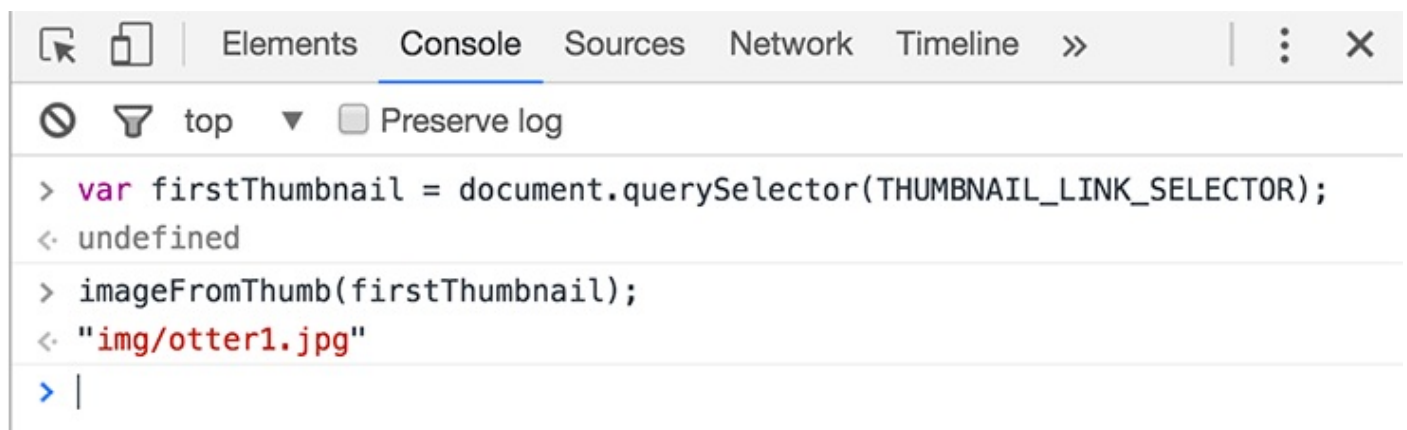 Elements Console Sources Network Timeline »
top ▼ Preserve log
> var firstThumbnail = document.querySelector(THUMBNAIL_LINK_SELECTOR);
< undefined
> imageFromThumb(firstThumbnail);
< "img/otter1.jpg"
>